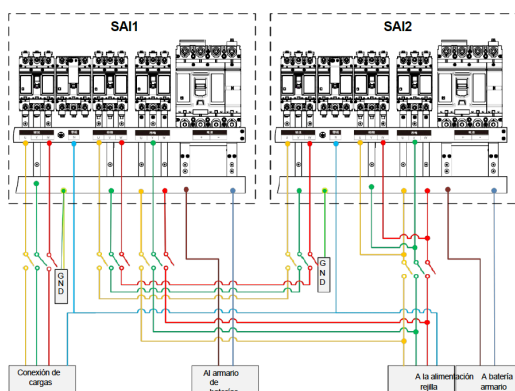 SAI1
SAI2
GND
GND
Conexión de
cargas
Al armario
de
A la alimentación
rejilla
A batería
armario